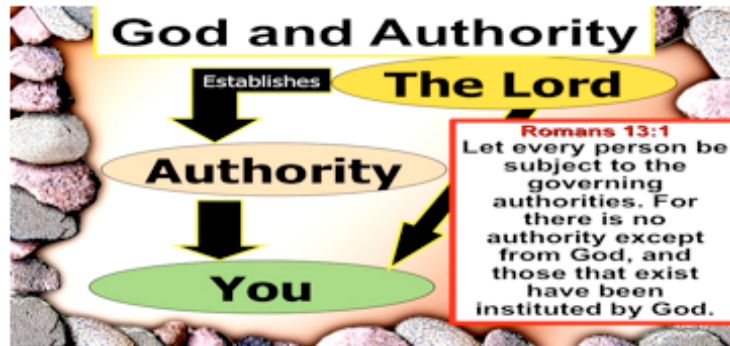 God and Authority
Establishes
The Lord
Authority
You
Romans 13:1
Let every person be
subject to the
governing
authorities. For
there is no
authority except
from God, and
those that exist
have been
instituted by God.